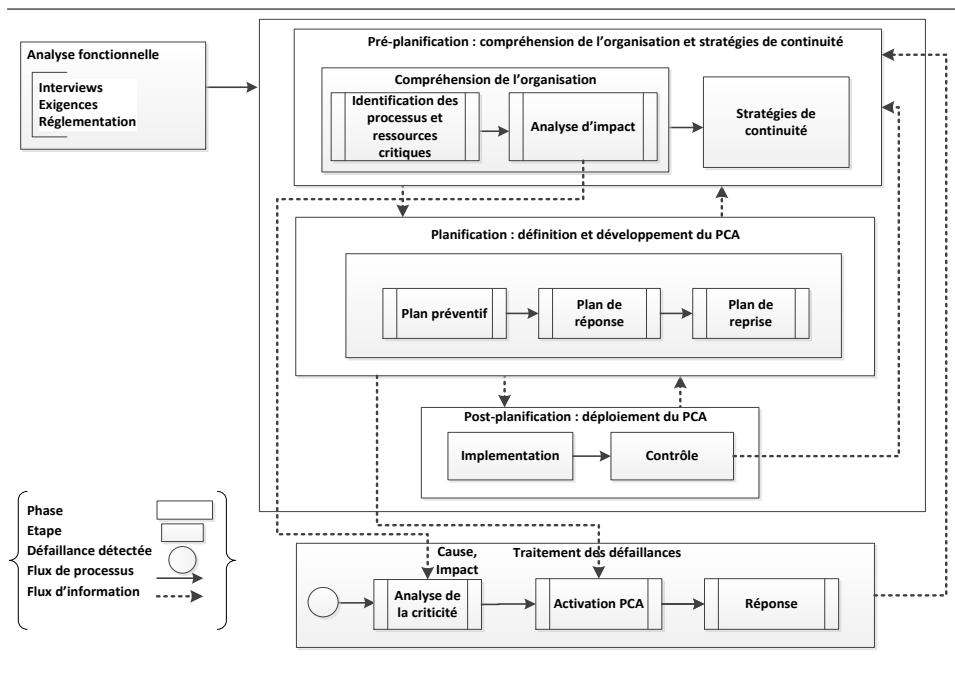 Analyse fonctionnelle
Interviews
Exigences
Réglementation
Pré-planification : compréhension de l'organisation et stratégies de continuité
Compréhension de l'organisation
Identification des
processus et
ressources
critiques
Analyse d'impact
Stratégies de
continuité
Planification : définition et développement du PCA
Plan préventif
Plan de
réponse
Plan de
reprise
Post-planification : déploiement du PCA
Implementation
Contrôle
Phase
Etape
Défaillance détectée
Flux de processus
Flux d'information
Cause,
Impact
Traitement des défaillances
Analyse de
la criticité
Activation PCA
Réponse